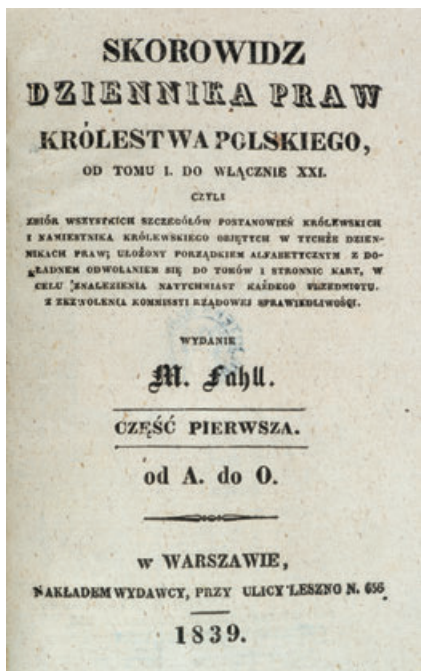 SKOROWIDZ
DZIENNIKA PRAW
KRÓLESTWA POLSKIEGO,
OD TOMU I. DO WŁĄCZNIE XXI.
CZYLI
ZBIÓR WSZYSTKICH SZCZEGÓŁÓW POSTANOWIEŃ KRÓLEWSKICH
I NAMIESTNIKA KRÓLEWSKIEGO OBJĘTYCH W TYCHŻE DZIEN-
NIKACH PRAW; UŁOŻONY PORZĄDKIEM ALFABETYCZNYM Z DO-
KŁADNEM ODWOŁANIEM SIĘ DO TOMÓW I STRONNIC KART, W
CELU ZNALEZIENIA NATYCHMIAST KAŻDEGO PRZEDMIOTU.
Z ZEZWOLENIA KOMMISSYI RZĄDOWEJ SPRAWIEDLIWOŚCI.
WYDANIE
M. Fahll.
CZĘŚĆ PIERWSZA.
od A. do O.
w WARSZAWIE,
NAKŁADEM WYDAWCY, PRZY ULICY LESZNO N. 656
1839.